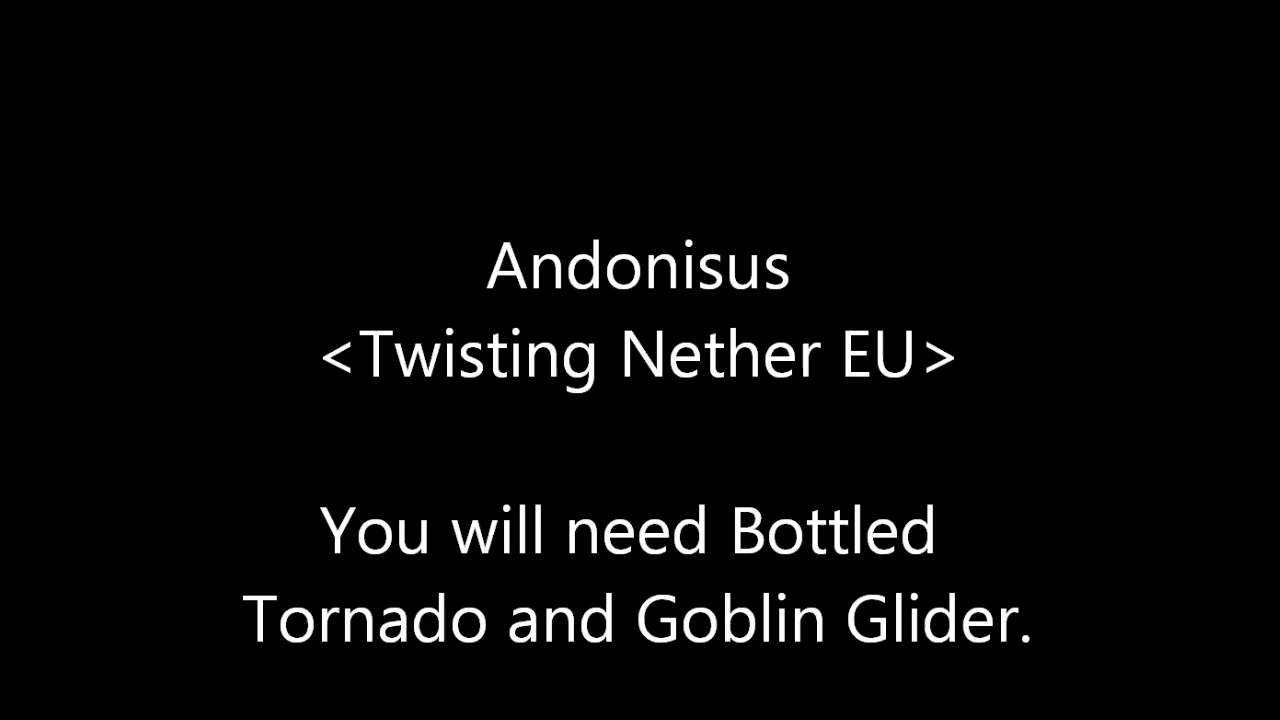 Andonisus
<Twisting Nether EU>
You will need Bottled
Tornado and Goblin Glider.